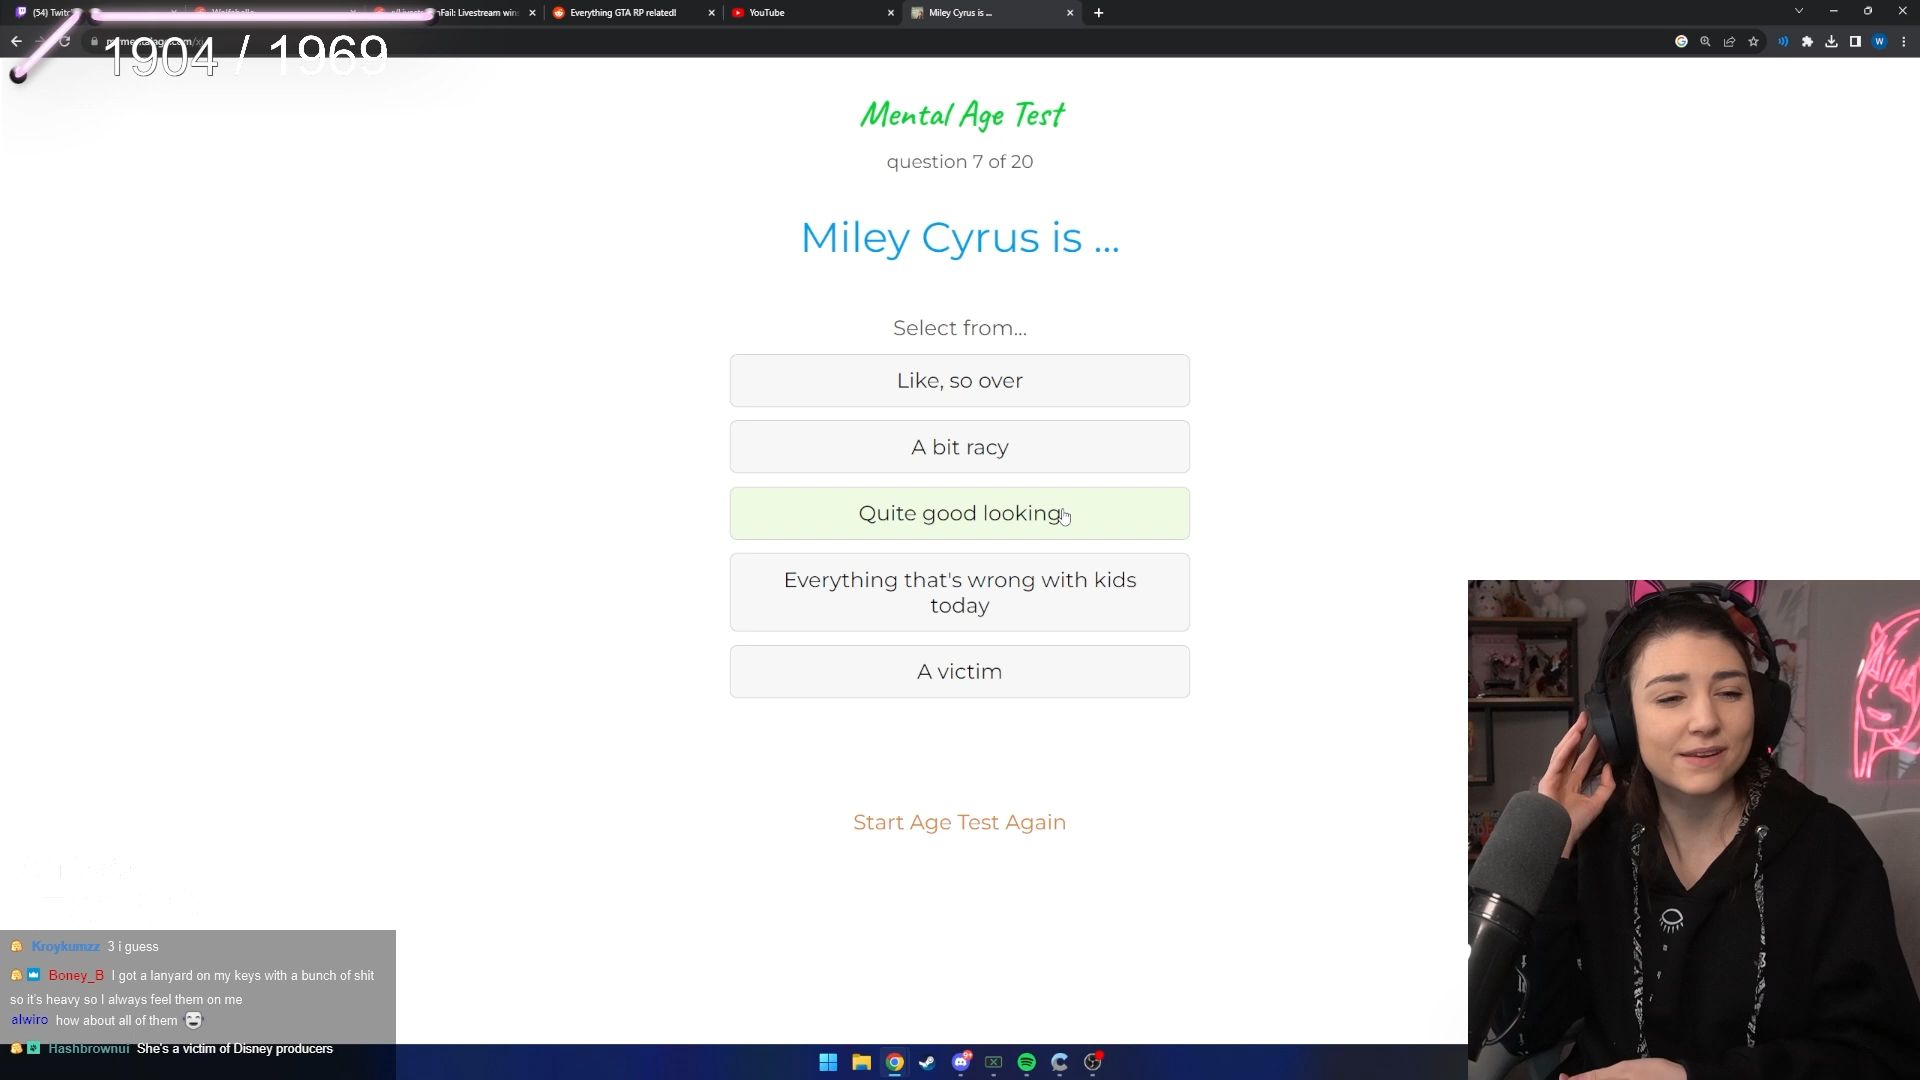 (54) Twitc
Fail: Livestream win
Everything GTA RP related!
YouTube
Miley Cyrus is ...
W
1904 / 1969
Mental Age Test
question 7 of 20
Miley Cyrus is ...
Select from...
Like, so over
A bit racy
Quite good looking
Everything that's wrong with kids
today
A victim
Start Age Test Again
Kroykumzz 3 i guess
Boney_B I got a lanyard on my keys with a bunch of shit
so it's heavy so I always feel them on me
alwiro how about all of them
Hashbrownui She's a victim of Disney producers